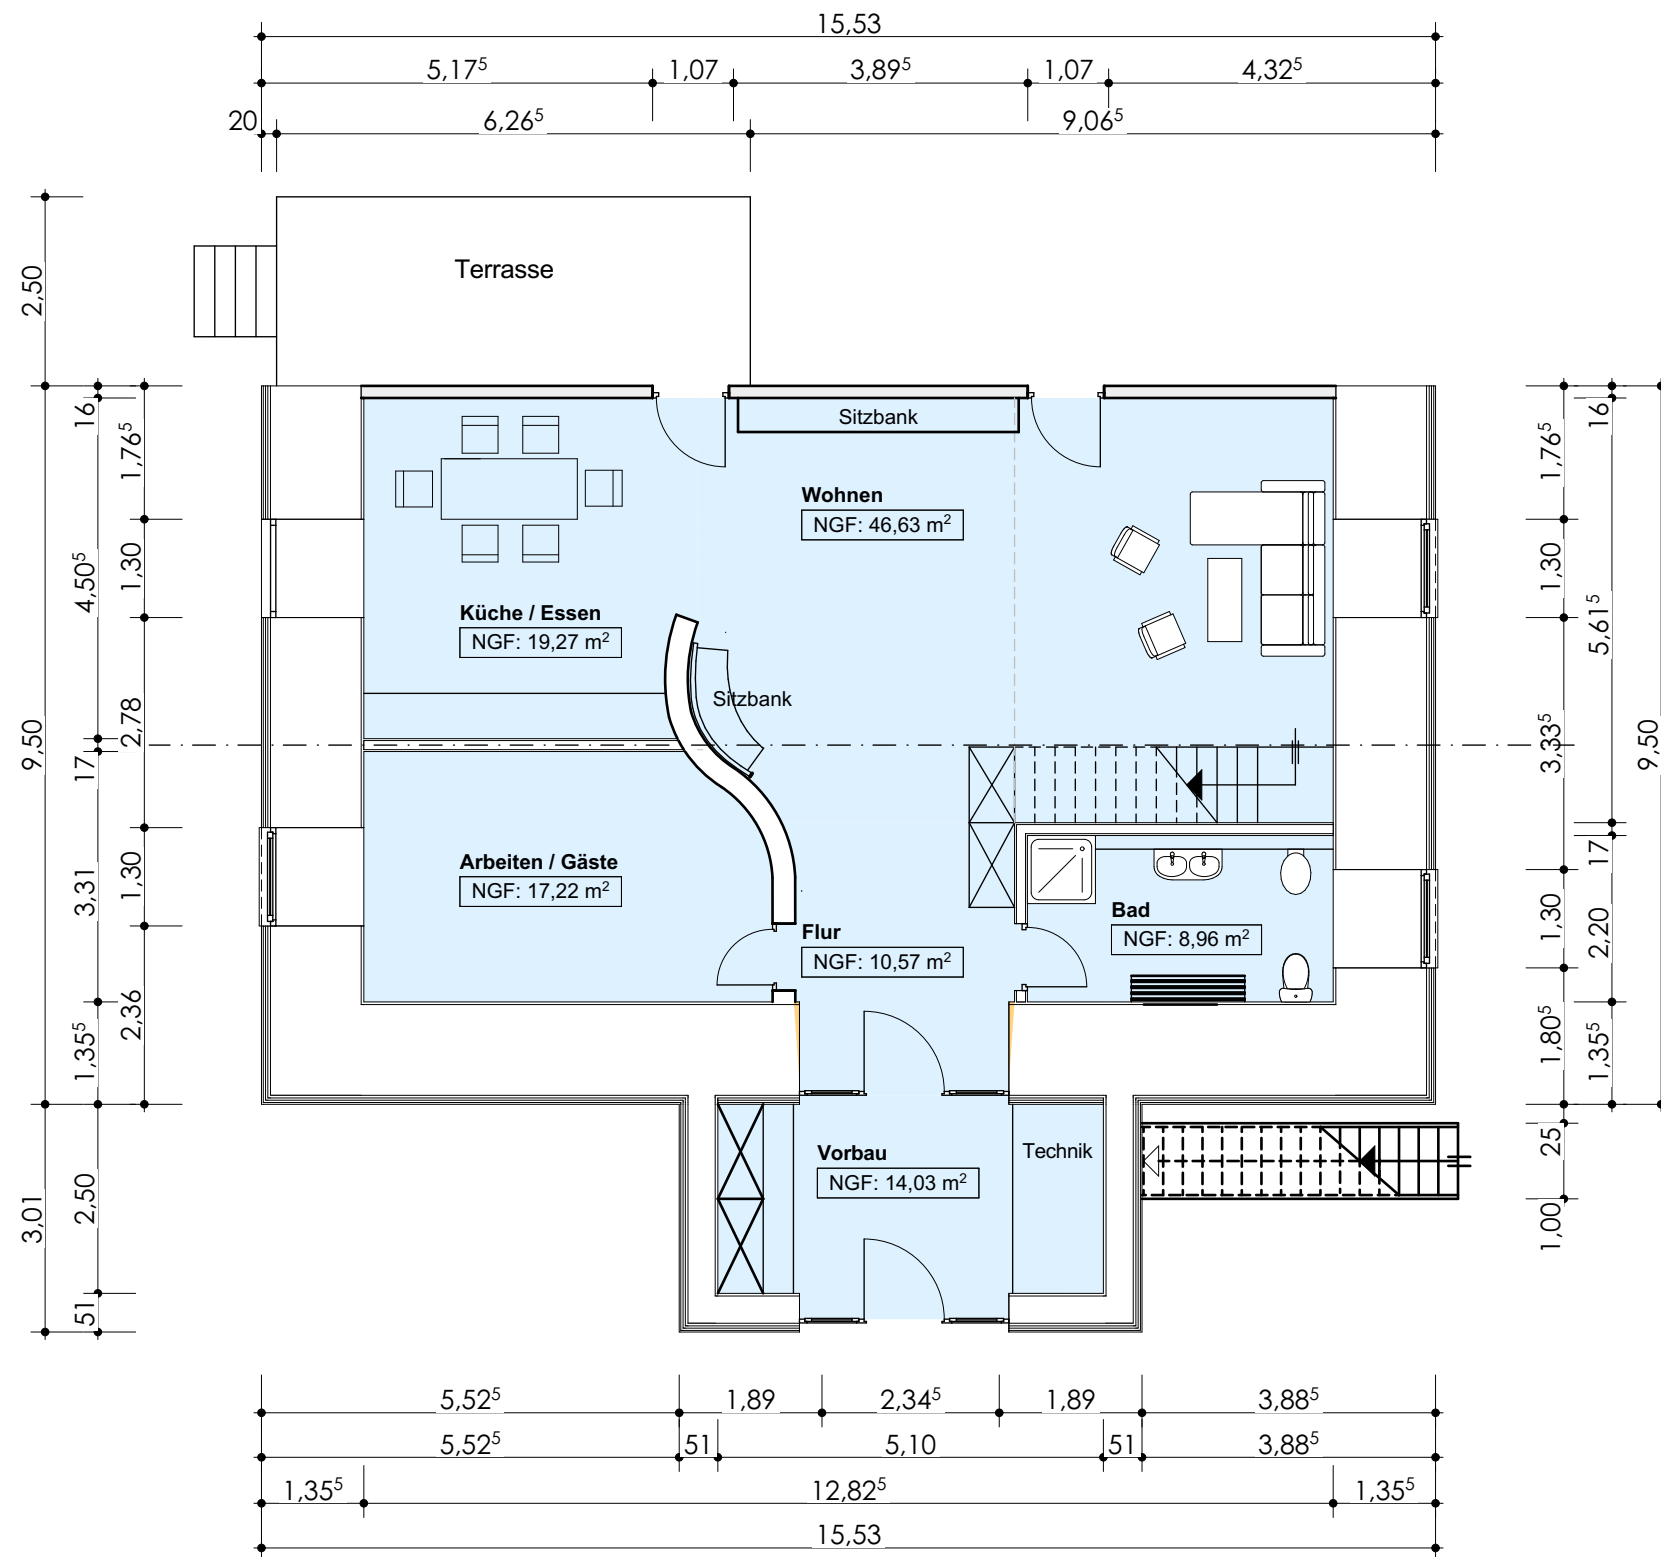 15,53
5,17⁵ 1,07 3,89⁵ 1,07 4,32⁵
20 6,26⁵ 9,06⁵
Terrasse
2,50
9,50
3,01
16
4,50⁵
17
3,31
1,35⁵
2,50
51
1,76⁵
1,30
2,78
1,30
2,36
Sitzbank
Wohnen
NGF: 46,63 m²
Küche / Essen
NGF: 19,27 m²
Sitzbank
Arbeiten / Gäste
NGF: 17,22 m²
Flur
NGF: 10,57 m²
Bad
NGF: 8,96 m²
Vorbau
NGF: 14,03 m²
Technik
1,76⁵
1,30
3,33⁵
1,30
1,80⁵
25
1,00
16
5,61⁵
17
2,20
1,35⁵
9,50
5,52⁵ 1,89 2,34⁵ 1,89 3,88⁵
5,52⁵ 51 5,10 51 3,88⁵
1,35⁵ 12,82⁵ 1,35⁵
15,53